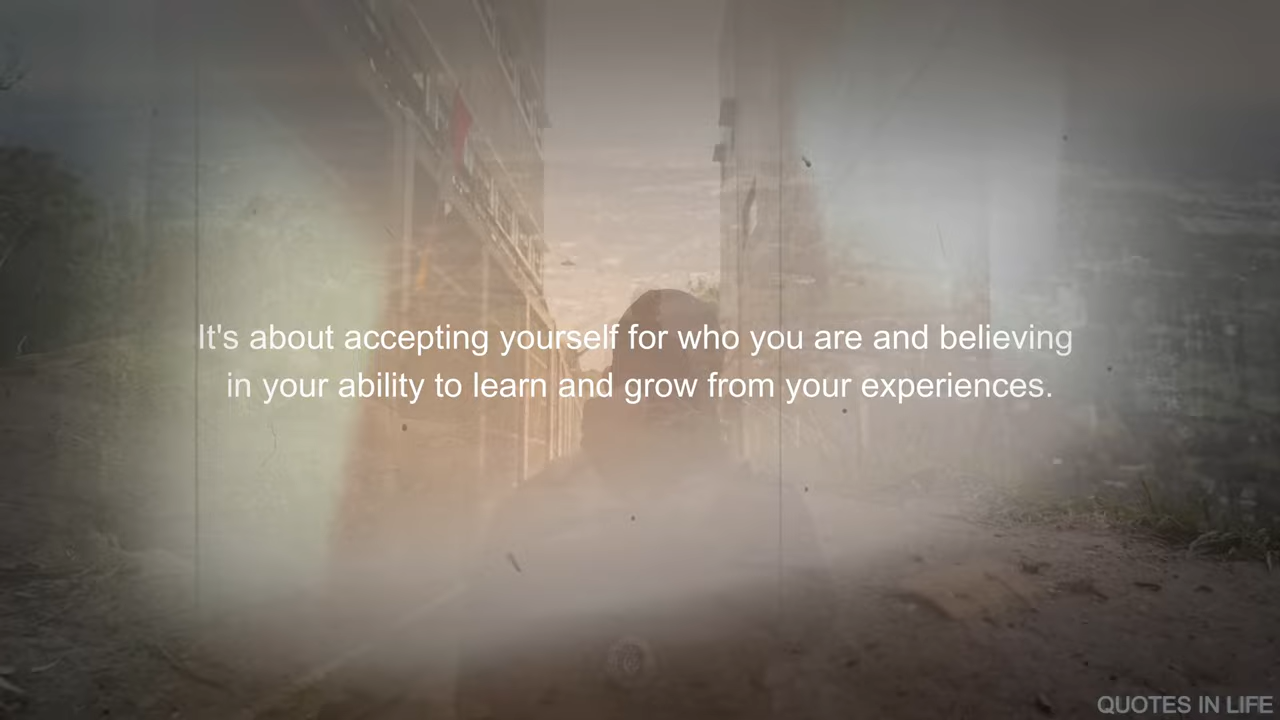 It's about accepting yourself for who you are and believing
in your ability to learn and grow from your experiences.
QUOTES IN LIFE